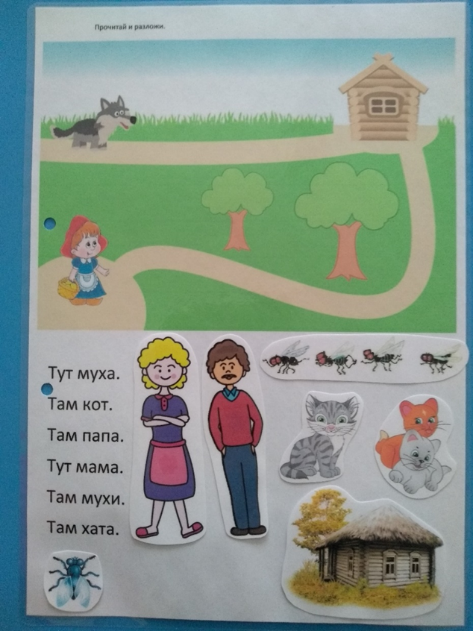 Прочитай и разложи.
Тут муха.
Там кот.
Там папа.
Тут мама.
Там мухи.
Там хата.